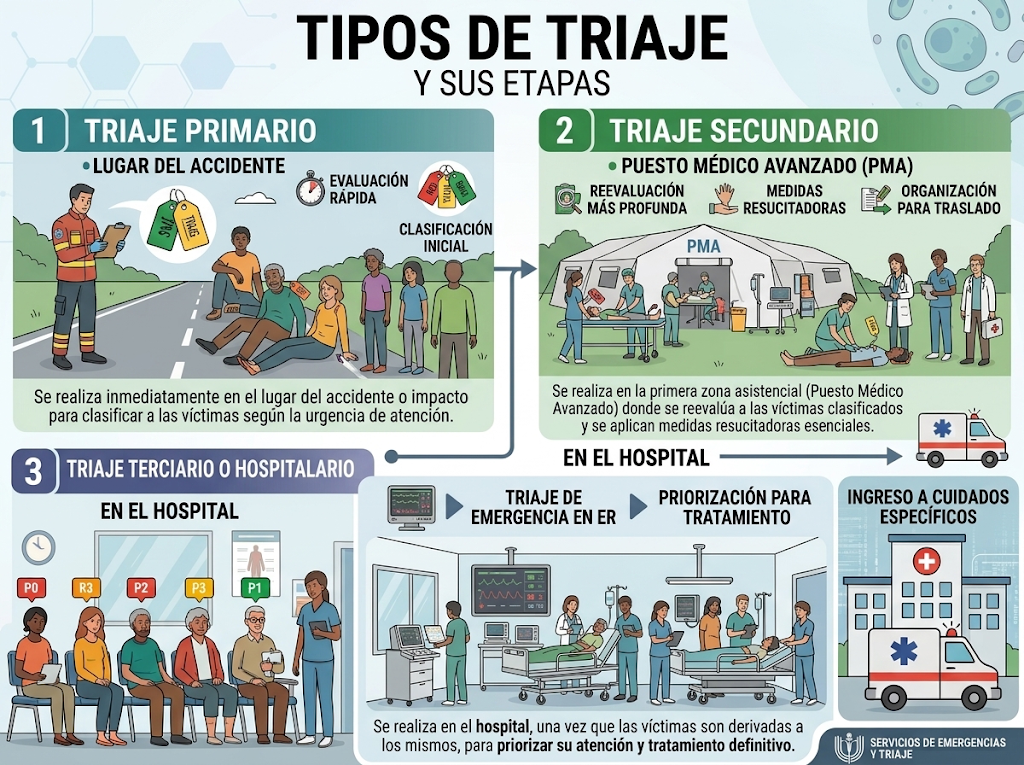 TIPOS DE TRIAJE
Y SUS ETAPAS
1 TRIAJE PRIMARIO
• LUGAR DEL ACCIDENTE
EVALUACIÓN
RÁPIDA
CLASIFICACIÓN
INICIAL
Se realiza inmediatamente en el lugar del accidente o impacto
para clasificar a las víctimas según la urgencia de atención.
2 TRIAJE SECUNDARIO
• PUESTO MÉDICO AVANZADO (PMA)
REEVALUACIÓN
MÁS PROFUNDA
MEDIDAS
RESUCITADORAS
ORGANIZACIÓN
PARA TRASLADO
PMA
Se realiza en la primera zona asistencial (Puesto Médico
Avanzado) donde se reevalúa a las víctimas clasificados
y se aplican medidas resucitadoras esenciales.
EN EL HOSPITAL
3 TRIAJE TERCIARIO O HOSPITALARIO
EN EL HOSPITAL
P0
R3
P2
P3
P1
TRIAJE DE
EMERGENCIA EN ER
PRIORIZACIÓN PARA
TRATAMIENTO
Se realiza en el hospital, una vez que las víctimas son derivadas a
los mismos, para priorizar su atención y tratamiento definitivo.
INGRESO A CUIDADOS
ESPECÍFICOS
SERVICIOS DE EMERGENCIAS
Y TRIAJE